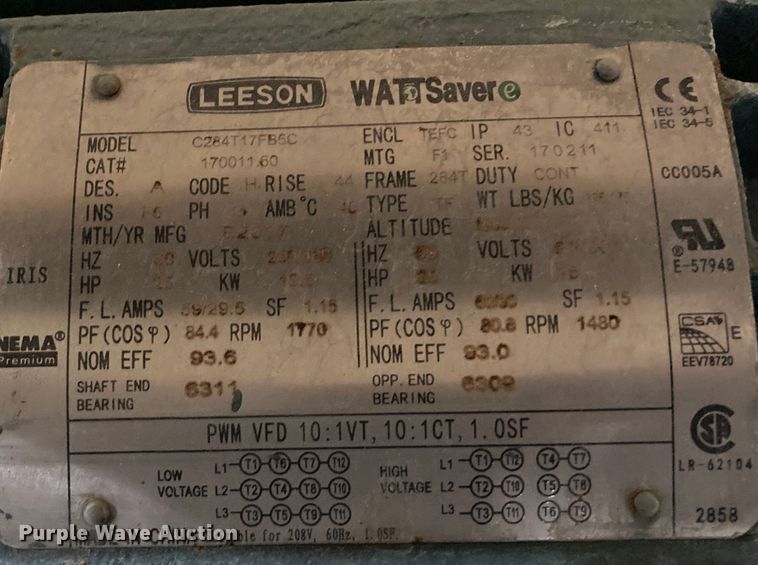 LEESON WATTSaver e
MODEL C284T17FB5C ENCL TEFC IP 43 IC 411
CAT# 170011.60 MTG F1 SER. 170211
DES. A CODE H RISE 44 FRAME 284T DUTY CONT
INS PH AMB°C TYPE TF WT LBS/KG
MTH/YR MFG ALTITUDE
HZ VOLTS HZ VOLTS
HP 25 KW HP KW
F.L. AMPS 59/29.5 SF 1.15 F.L. AMPS SF 1.15
PF(COSφ) 84.4 RPM 1770 PF(COSφ) 80.8 RPM 1480
NOM EFF 93.6 NOM EFF 93.0
SHAFT END BEARING 6311 OPP. END BEARING 6309
PWM VFD 10:1VT, 10:1CT, 1.0SF
LOW VOLTAGE
L1 T1 T6 T7 T12
L2 T2 T4 T8 T10
L3 T3 T5 T9 T11
HIGH VOLTAGE
L1 T1 T12 T4 T7
L2 T2 T10 T5 T8
L3 T3 T11 T6 T9
for 208V, 60Hz, 1.0SF
IRIS
NEMA®
Premium
CE
IEC 34-1
IEC 34-5
CC005A
RU®
E-57948
CSA E
EEV78720
SA
LR-62104
2858
Purple Wave Auction